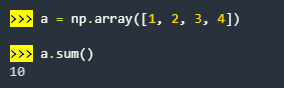 >>> a = np.array([1, 2, 3, 4])
>>> a.sum()
10